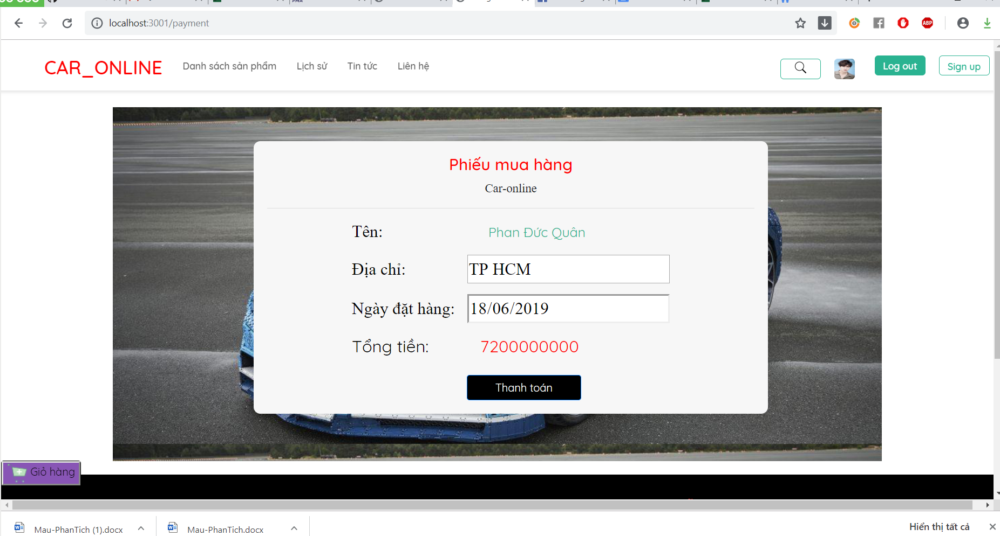 localhost:3001/payment
ABP
CAR_ONLINE
Danh sách sản phẩm
Lịch sử
Tin tức
Liên hệ
Log out
Sign up
Phiếu mua hàng
Car-online
Tên:
Phan Đức Quân
Địa chỉ:
TP HCM
Ngày đặt hàng:
18/06/2019
Tổng tiền:
7200000000
Thanh toán
Giỏ hàng
Mau-PhanTich (1).docx
Mau-PhanTich.docx
Hiển thị tất cả